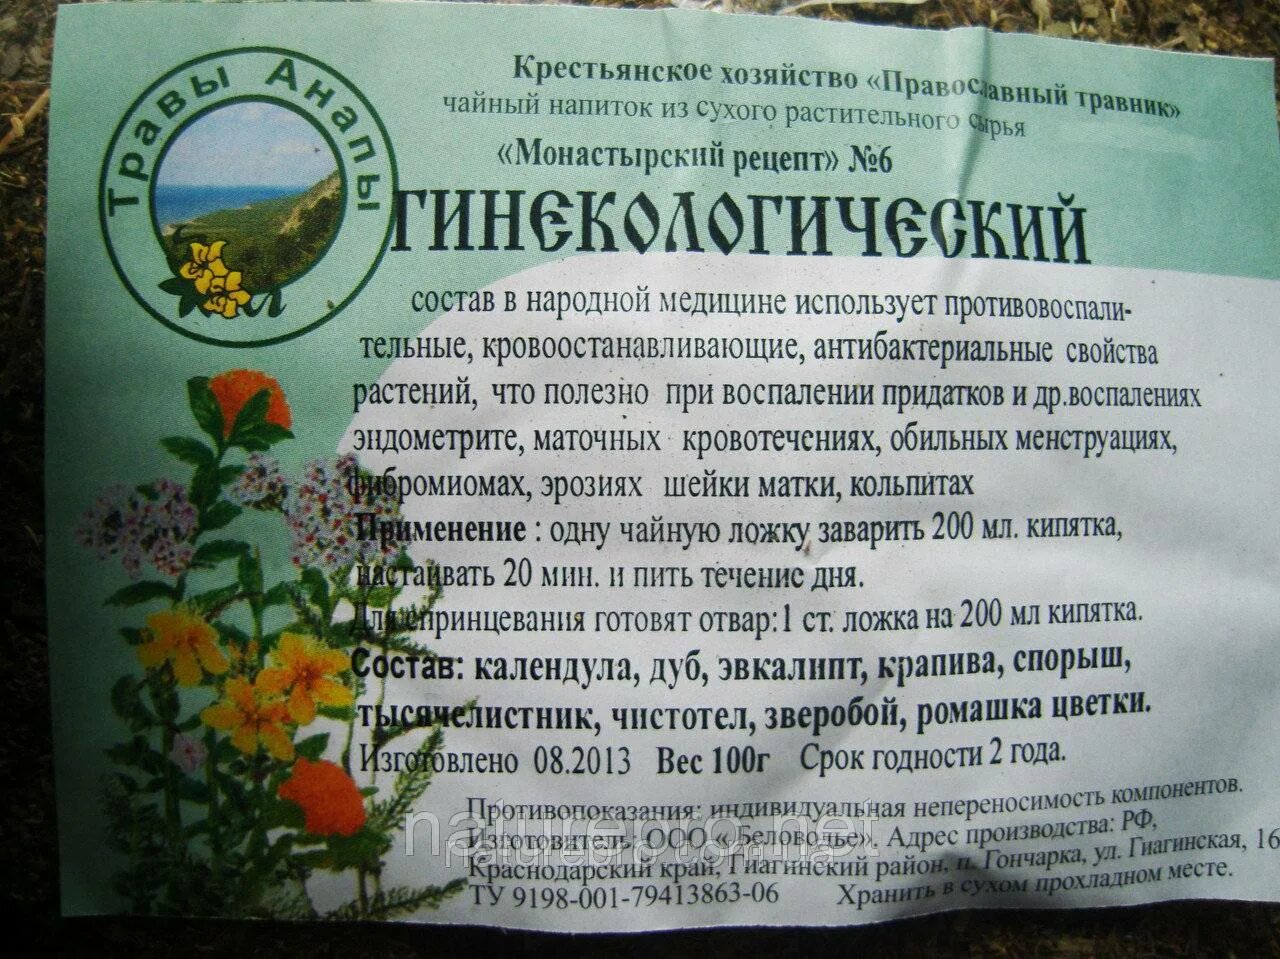 Травы Анапы
Крестьянское хозяйство «Православный травник»
чайный напиток из сухого растительного сырья
«Монастырский рецепт» №6
ГИНЕКОЛОГИЧЕСКИЙ
состав в народной медицине использует противовоспали-
тельные, кровоостанавливающие, антибактериальные свойства
растений, что полезно при воспалении придатков и др.воспалениях
эндометрите, маточных кровотечениях, обильных менструациях,
фибромиомах, эрозиях шейки матки, кольпитах
Применение : одну чайную ложку заварить 200 мл. кипятка,
настаивать 20 мин. и пить течение дня.
Для спринцевания готовят отвар:1 ст. ложка на 200 мл кипятка.
Состав: календула, дуб, эвкалипт, крапива, спорыш,
тысячелистник, чистотел, зверобой, ромашка цветки.
Изготовлено 08.2013 Вес 100г Срок годности 2 года.
Противопоказания: индивидуальная непереносимость компонентов.
Изготовитель ООО « Беловодье». Адрес производства: РФ,
Краснодарский край, Гиагинский район, п. Гончарка, ул. Гиагинская, 16
ТУ 9198-001-79413863-06 Хранить в сухом прохладном месте.